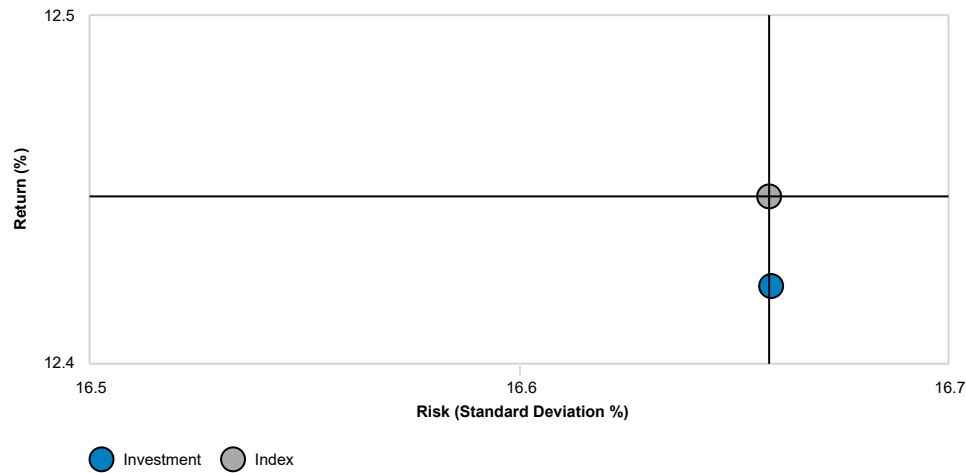 12.5
Return (%)
12.4
16.5 16.6 16.7
Risk (Standard Deviation %)
Investment Index